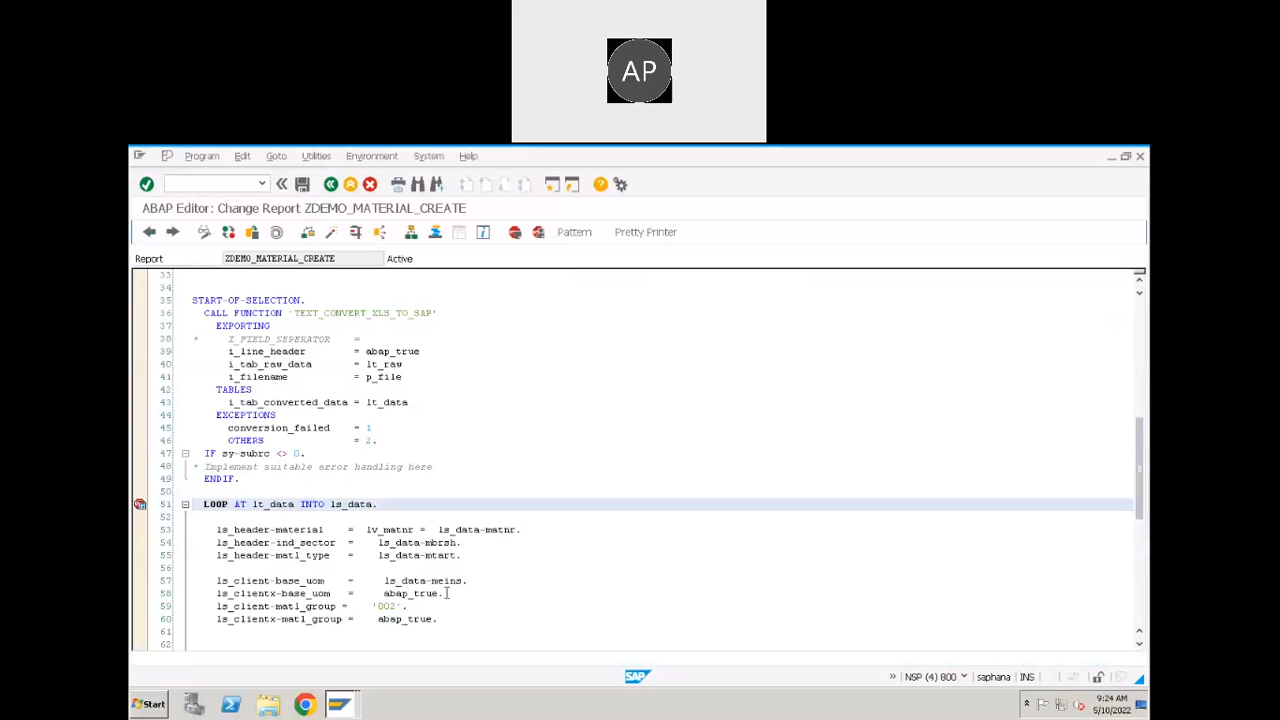 AP
Program Edit Goto Utilities Environment System Help
ABAP Editor: Change Report ZDEMO_MATERIAL_CREATE
Pattern Pretty Printer
Report ZDEMO_MATERIAL_CREATE Active
33
34
35 START-OF-SELECTION.
36 CALL FUNCTION 'TEXT_CONVERT_XLS_TO_SAP'
37 EXPORTING
38 * I_FIELD_SEPERATOR =
39 i_line_header = abap_true
40 i_tab_raw_data = lt_raw
41 i_filename = p_file
42 TABLES
43 i_tab_converted_data = lt_data
44 EXCEPTIONS
45 conversion_failed = 1
46 OTHERS = 2.
47 IF sy-subrc <> 0.
48 * Implement suitable error handling here
49 ENDIF.
50
51 LOOP AT lt_data INTO ls_data.
52
53 ls_header-material = lv_matnr = ls_data-matnr.
54 ls_header-ind_sector = ls_data-mbrsh.
55 ls_header-matl_type = ls_data-mtart.
56
57 ls_client-base_uom = ls_data-meins.
58 ls_clientx-base_uom = abap_true.
59 ls_client-matl_group = '002'.
60 ls_clientx-matl_group = abap_true.
61
62
SAP » NSP (4) 800 saphana INS
Start 9:24 AM
5/10/2022